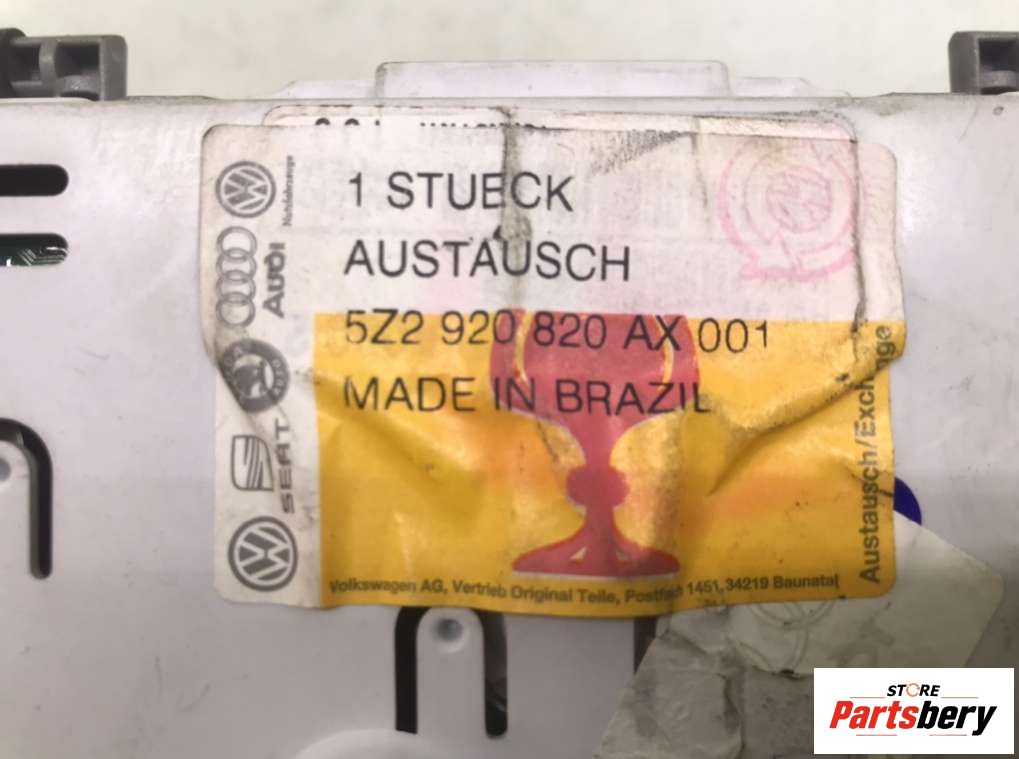 1 STUECK
AUSTAUSCH
5Z2 920 820 AX 001
MADE IN BRAZIL
Nutzfahrzeuge
Audi
SEAT
Austausch/Exchange
Volkswagen AG, Vertrieb Original Teile, Postfach 1451, 34219 Baunatal
STORE
Partsbery